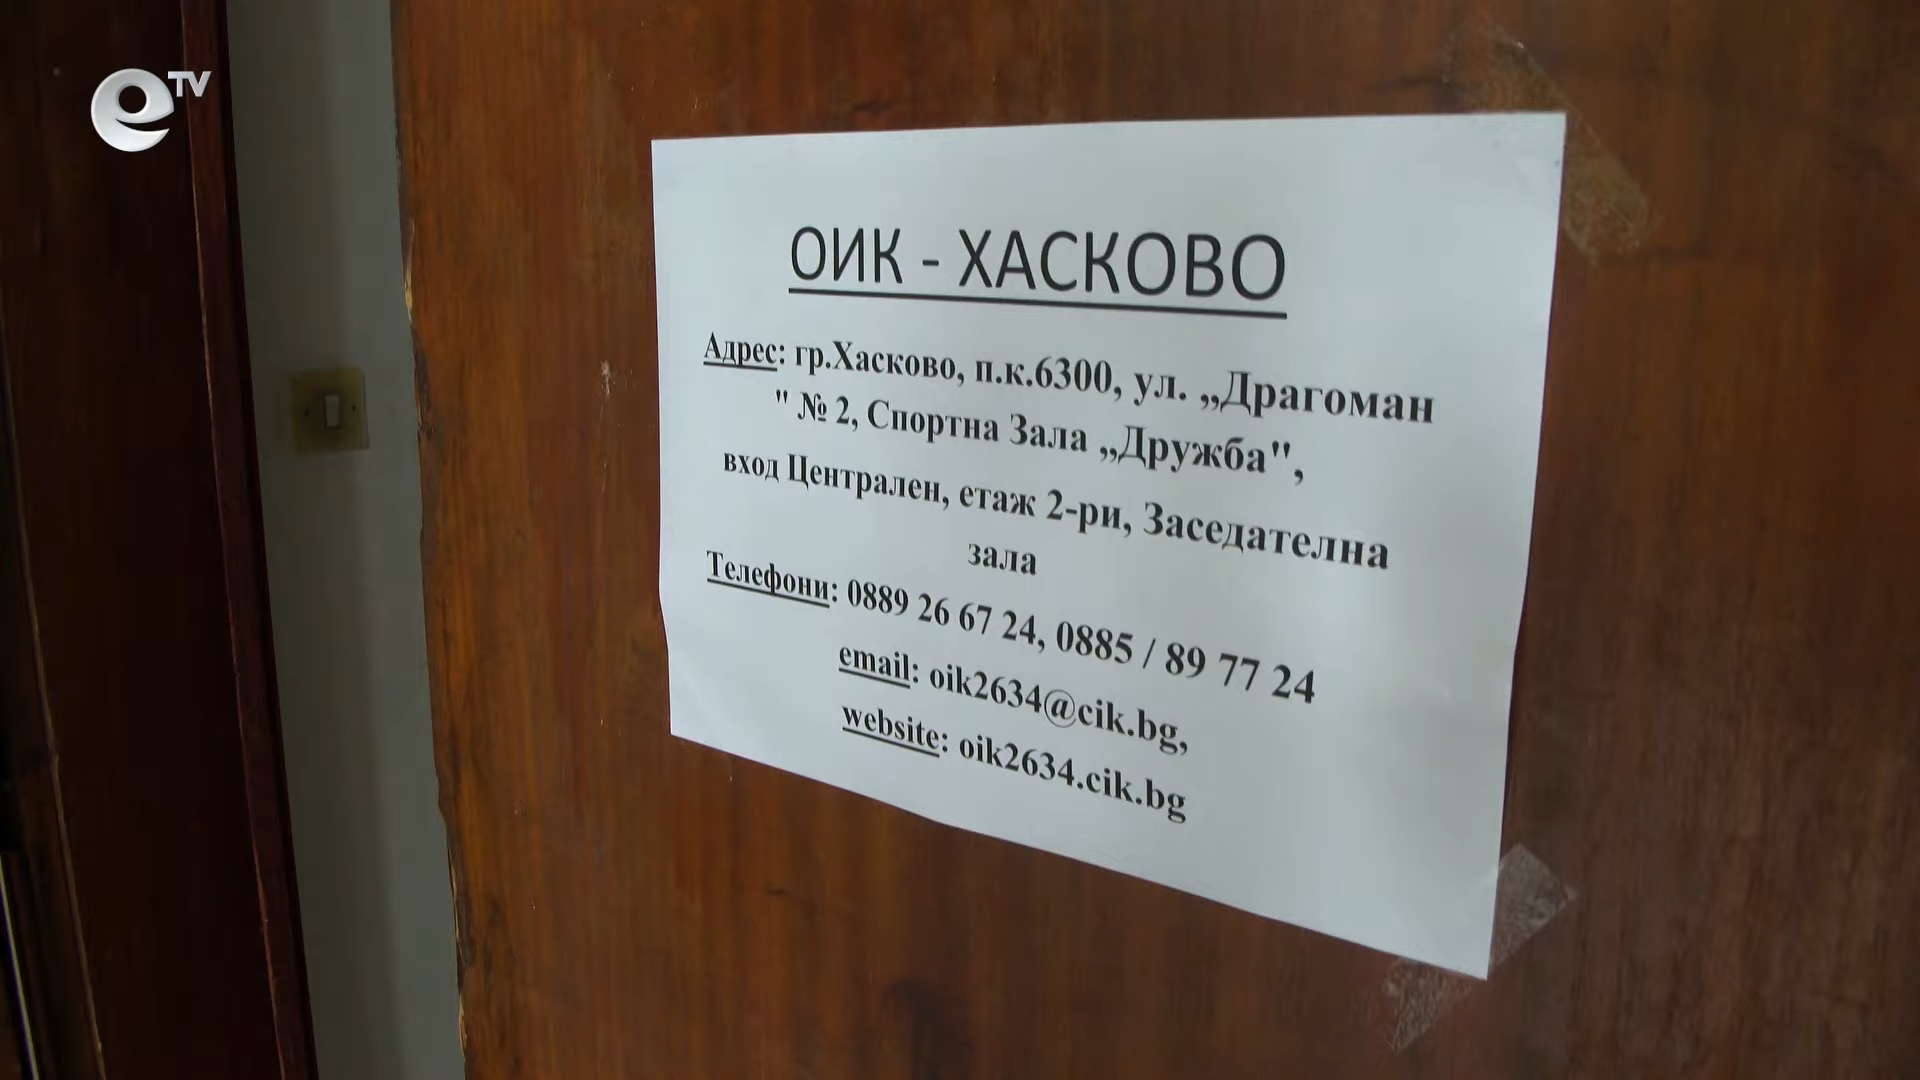 eTV
ОИК - ХАСКОВО
Адрес: гр.Хасково, п.к.6300, ул. „Драгоман
" № 2, Спортна Зала „Дружба",
вход Централен, етаж 2-ри, Заседателна
зала
Телефони: 0889 26 67 24, 0885 / 89 77 24
email: oik2634@cik.bg,
website: oik2634.cik.bg